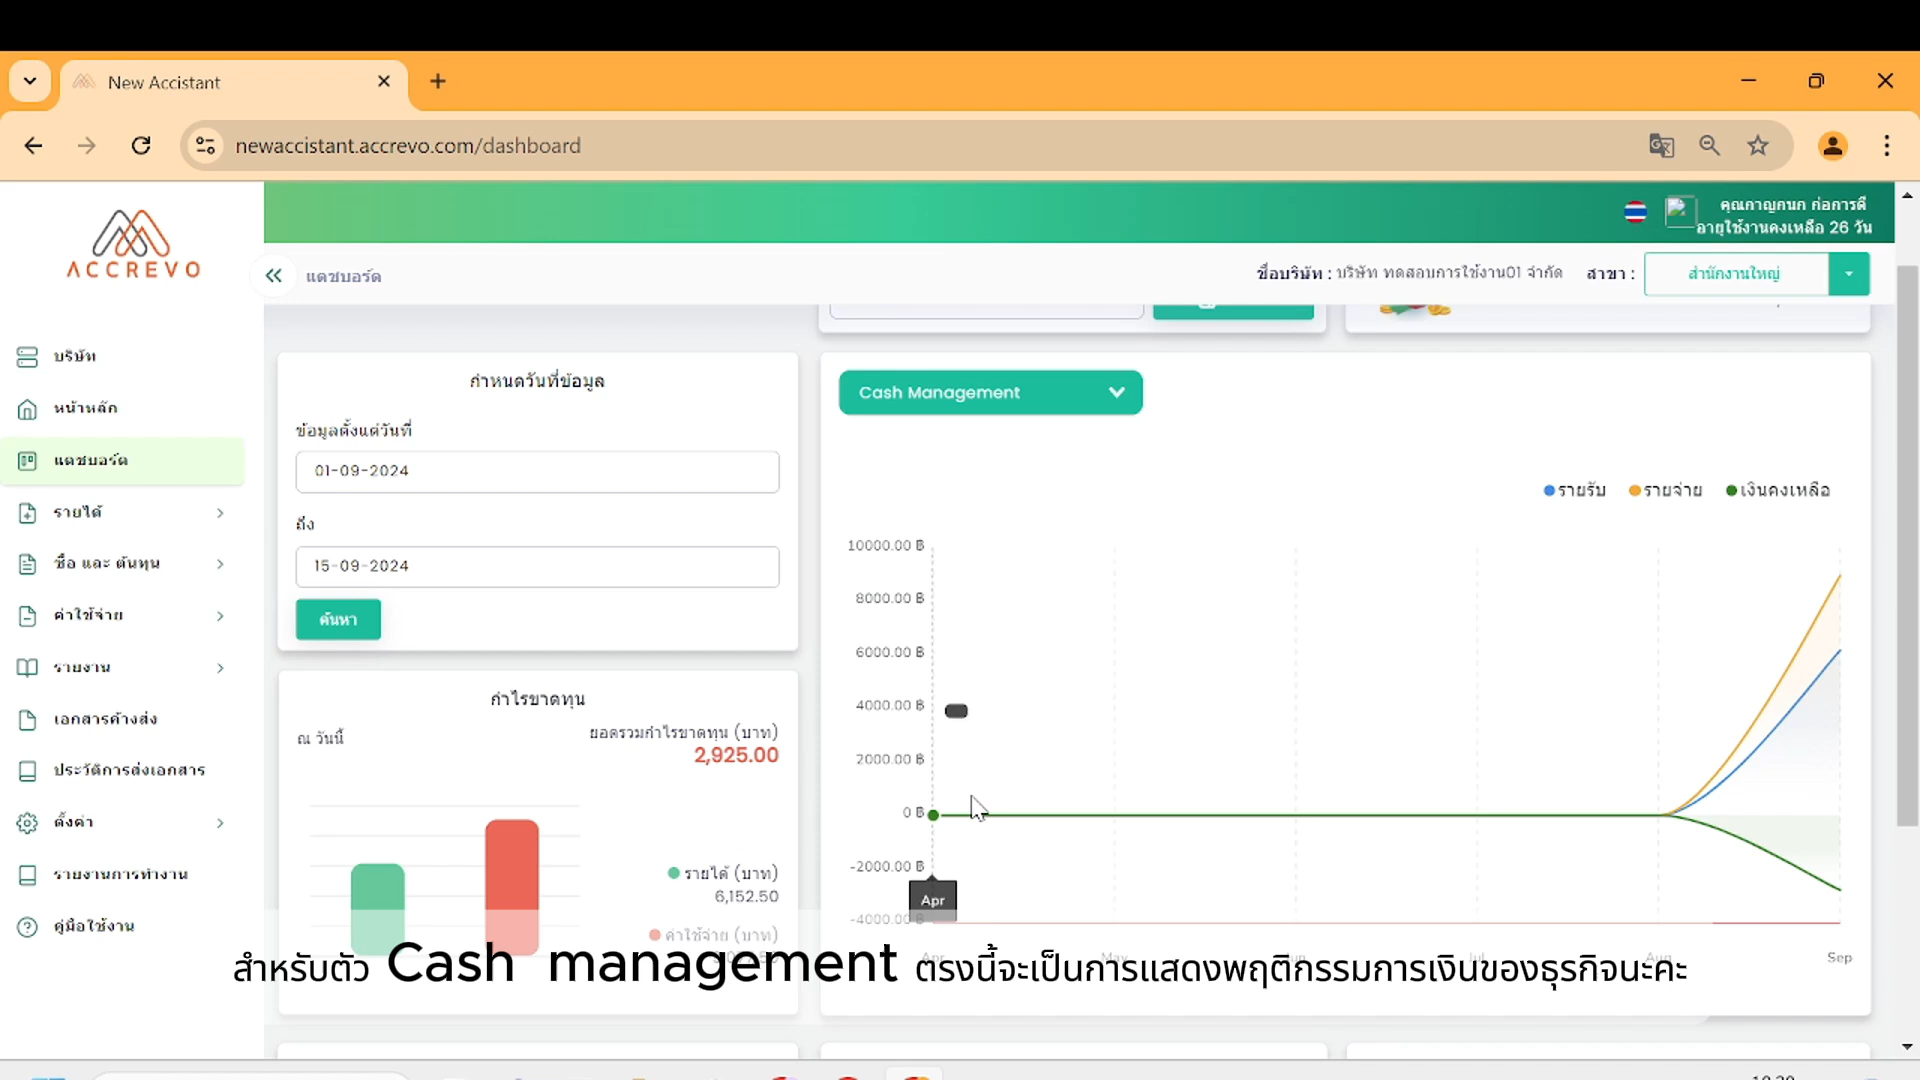 New Accistant
newaccistant.accrevo.com/dashboard
ACCREVO
คุณกาญกนก ก่อการดี
อายุใช้งานคงเหลือ 26 วัน
แดชบอร์ด
ชื่อบริษัท : บริษัท ทดสอบการใช้งาน01 จำกัด สาขา : สำนักงานใหญ่
บริษัท
หน้าหลัก
แดชบอร์ด
รายได้
ซื้อ และ ต้นทุน
ค่าใช้จ่าย
รายงาน
เอกสารค้างส่ง
ประวัติการส่งเอกสาร
ตั้งค่า
รายงานการทำงาน
คู่มือใช้งาน
กำหนดวันที่ข้อมูล
ข้อมูลตั้งแต่วันที่
01-09-2024
ถึง
15-09-2024
ค้นหา
กำไรขาดทุน
ณ วันนี้
ยอดรวมกำไรขาดทุน (บาท)
2,925.00
รายได้ (บาท)
6,152.50
ค่าใช้จ่าย (บาท)
Cash Management
รายรับ รายจ่าย เงินคงเหลือ
10000.00 ฿
8000.00 ฿
6000.00 ฿
4000.00 ฿
2000.00 ฿
0 ฿
-2000.00 ฿
-4000.00 ฿
Apr
Sep
สำหรับตัว Cash management ตรงนี้จะเป็นการแสดงพฤติกรรมการเงินของธุรกิจนะคะ